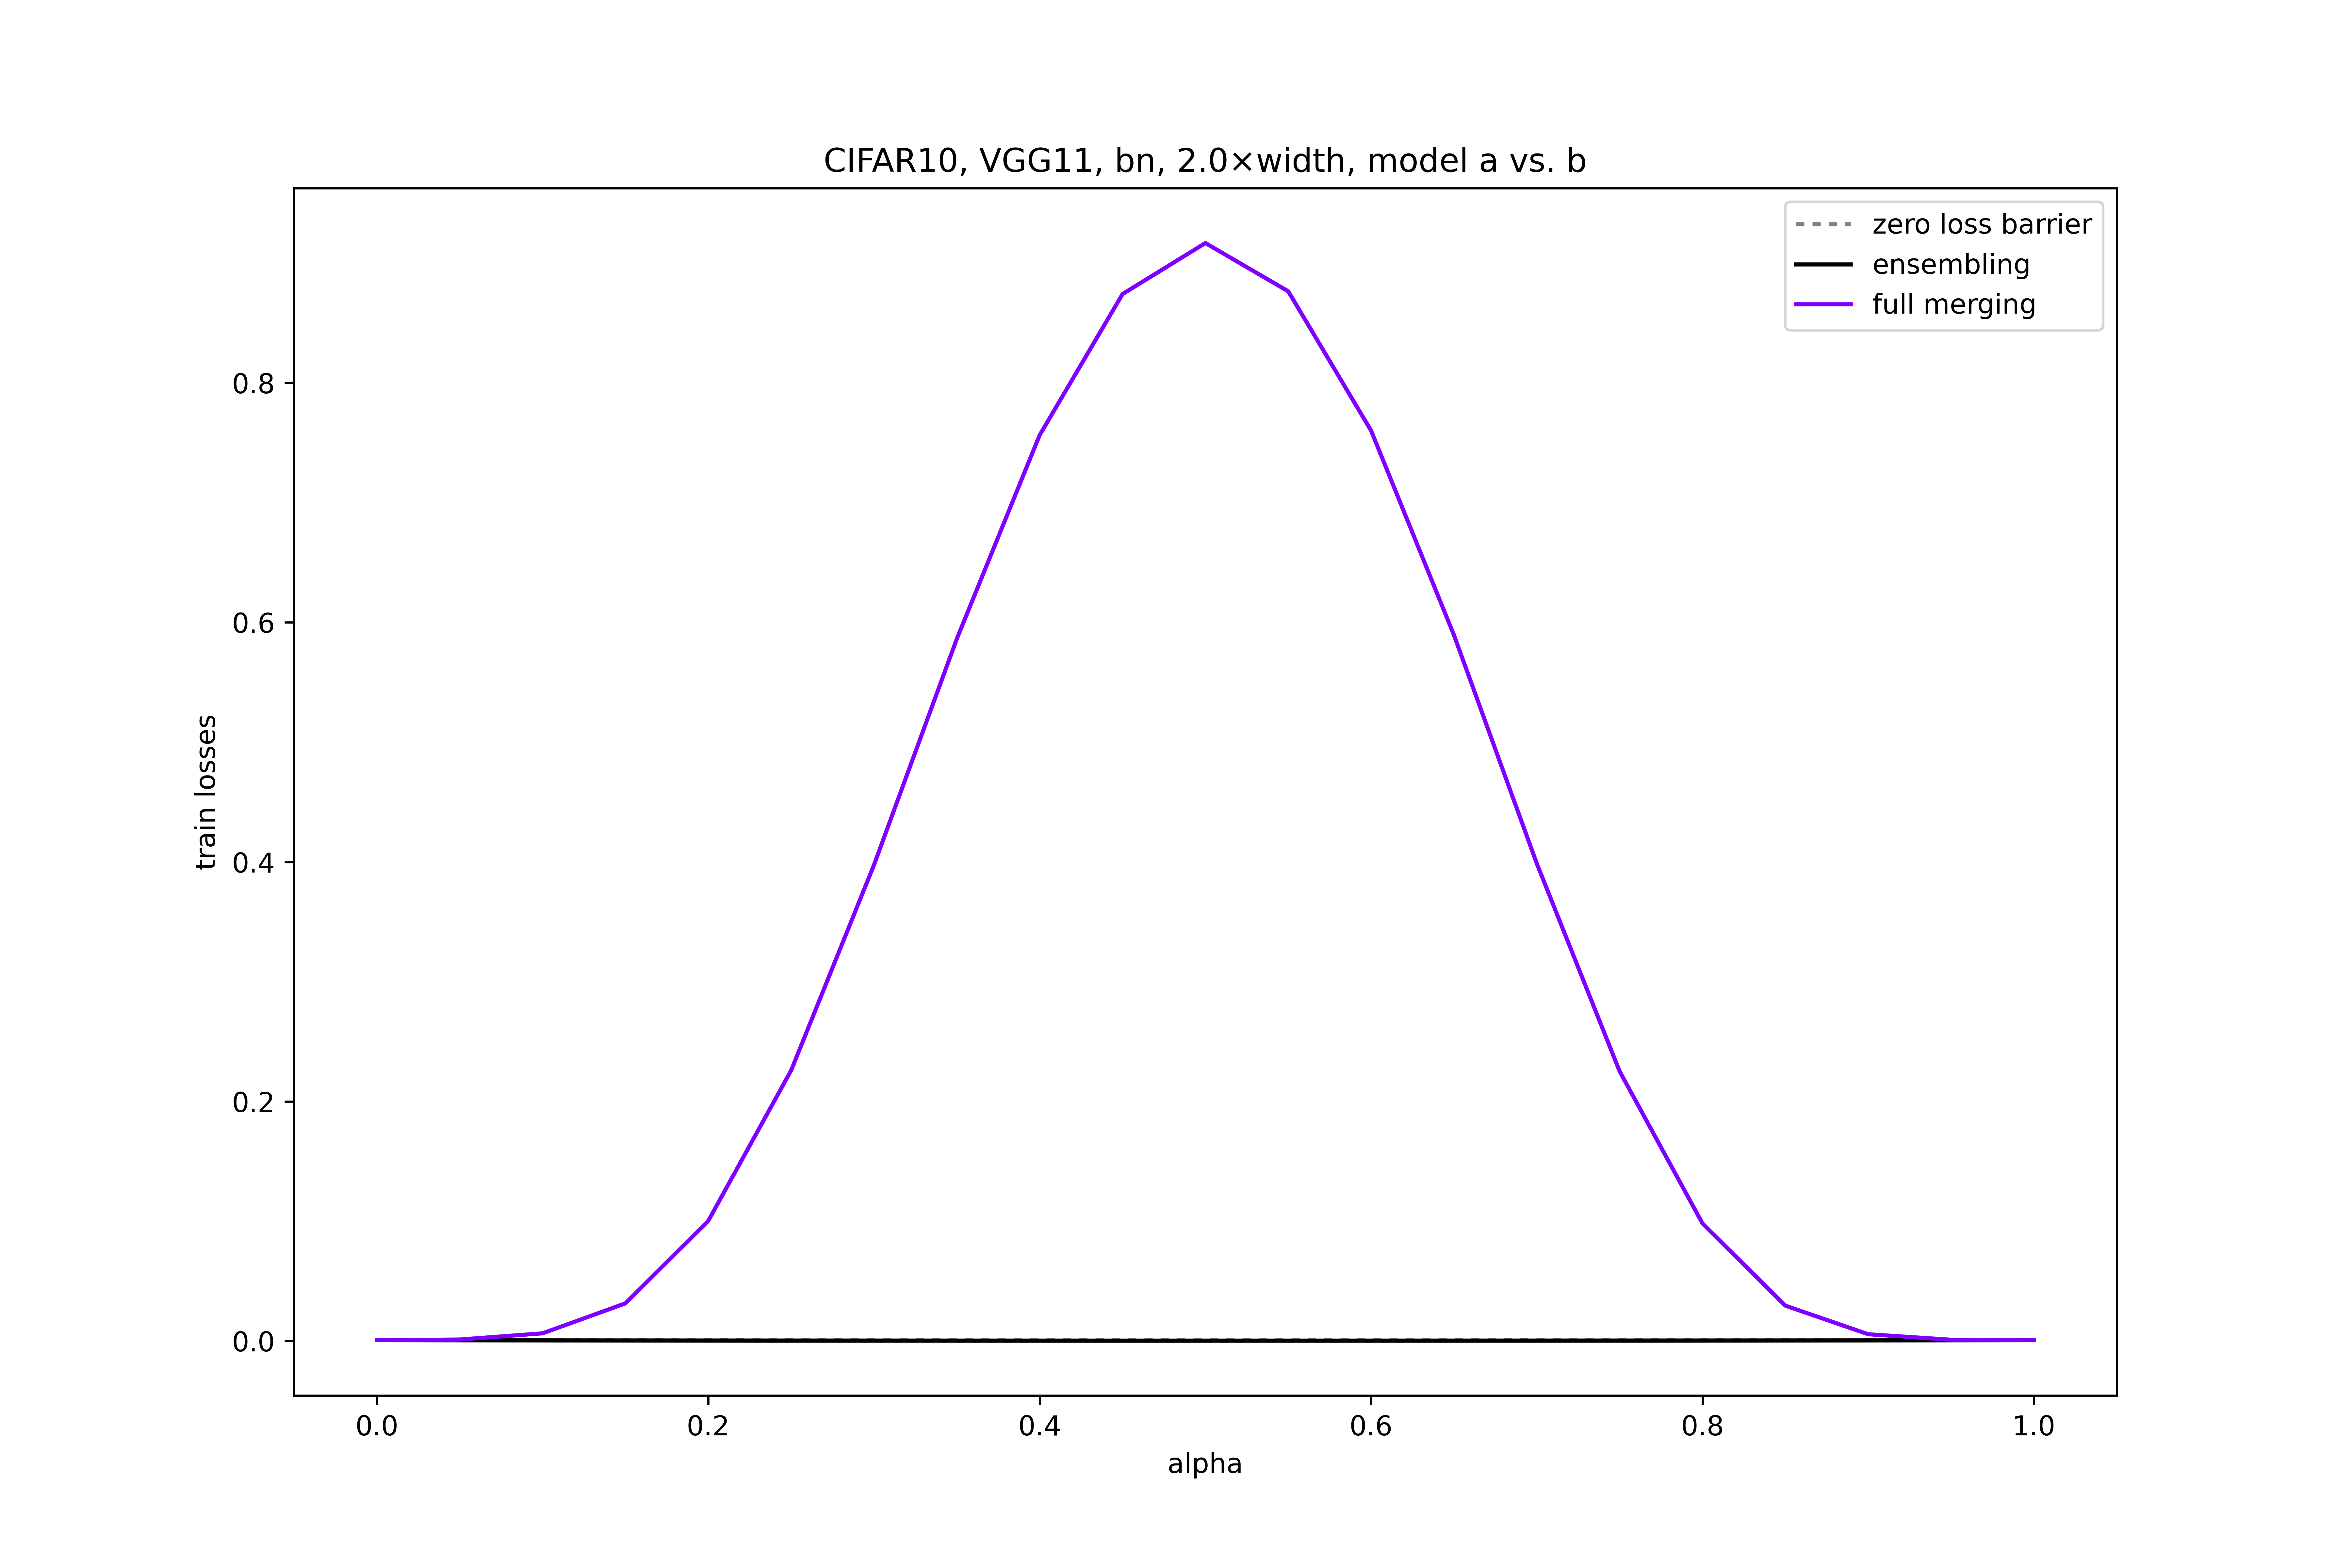 CIFAR10, VGG11, bn, 2.0×width, model a vs. b
zero loss barrier
ensembling
full merging
train losses
0.8
0.6
0.4
0.2
0.0
0.0 0.2 0.4 0.6 0.8 1.0
alpha